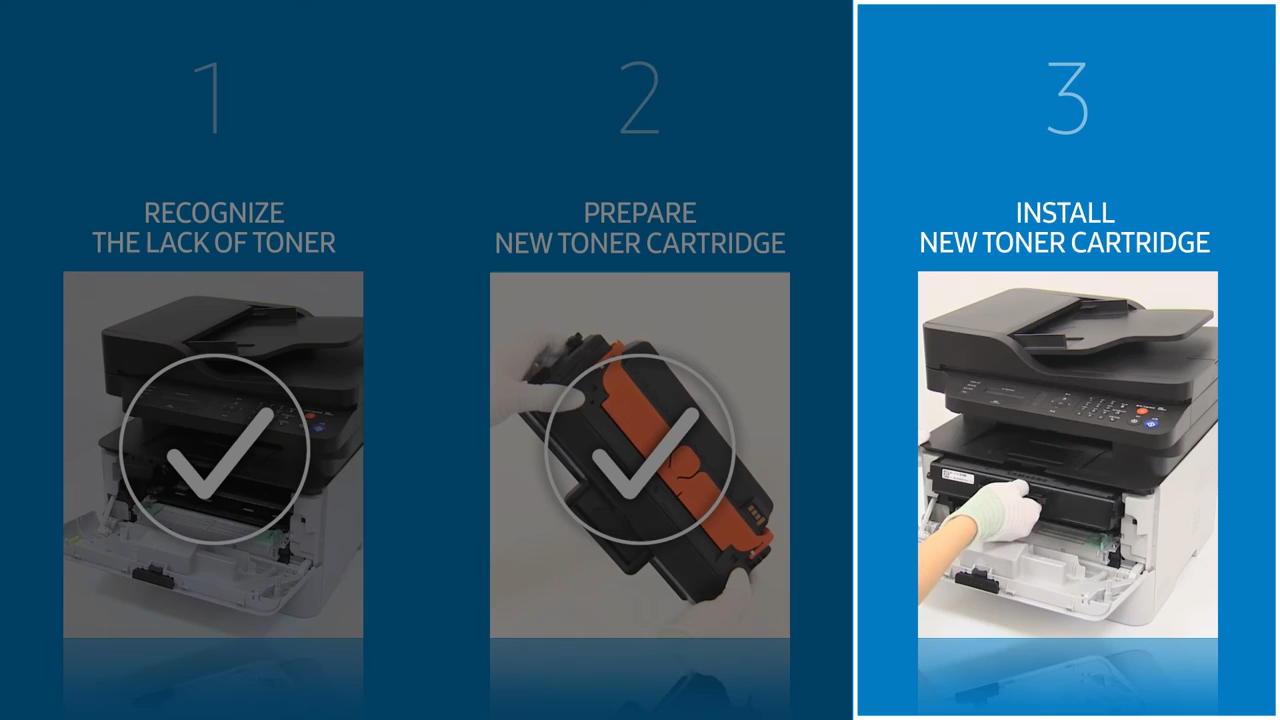 1
RECOGNIZE
THE LACK OF TONER
2
PREPARE
NEW TONER CARTRIDGE
3
INSTALL
NEW TONER CARTRIDGE